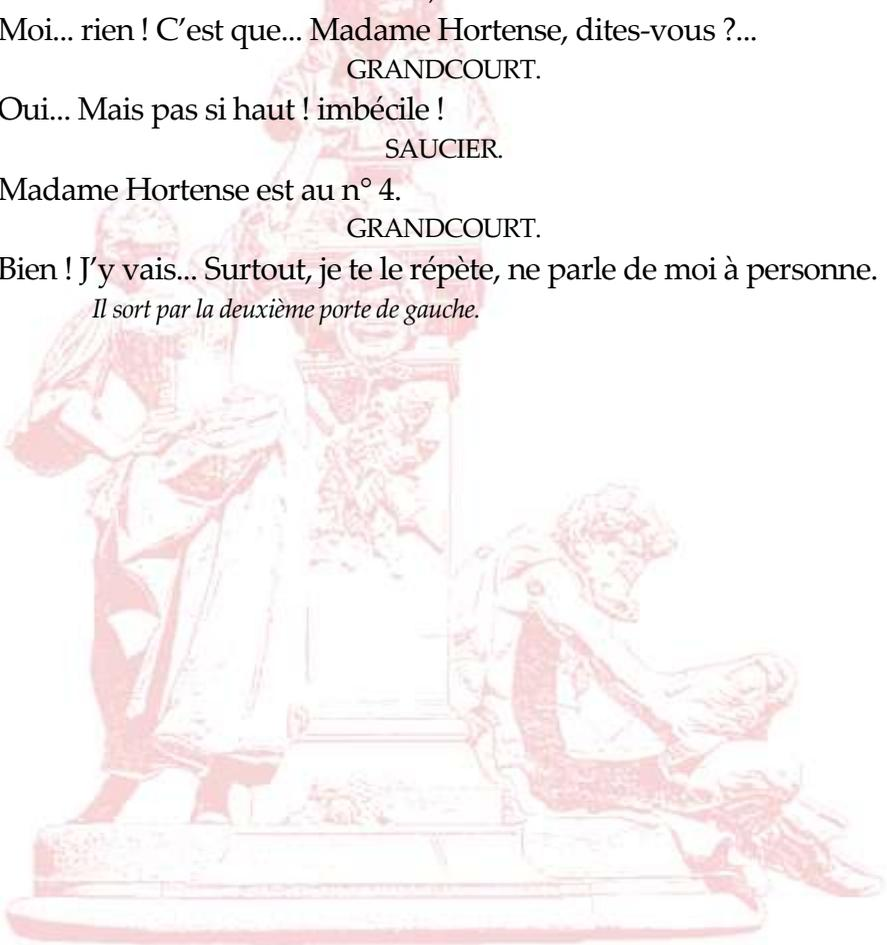 Moi... rien ! C'est que... Madame Hortense, dites-vous ?...
GRANDCOURT.
Oui... Mais pas si haut ! imbécile !
SAUCIER.
Madame Hortense est au n° 4.
GRANDCOURT.
Bien ! J'y vais... Surtout, je te le répète, ne parle de moi à personne.
Il sort par la deuxième porte de gauche.